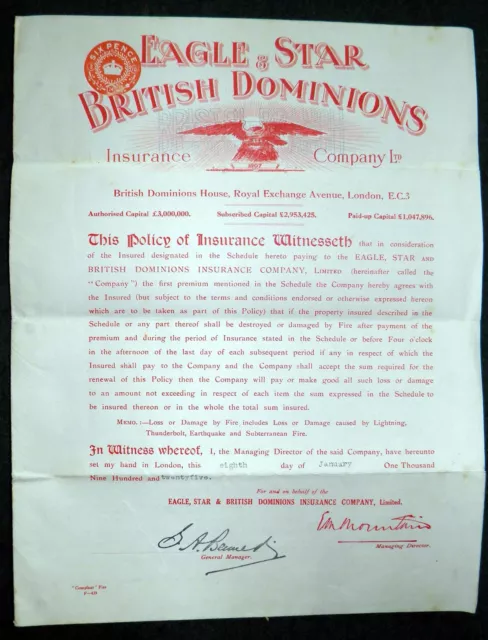 SIX PENCE
EAGLE & STAR
BRITISH DOMINIONS
1807
Insurance Company LTD
British Dominions House, Royal Exchange Avenue, London, E.C.3
Authorised Capital £3,000,000. Subscribed Capital £2,953,425. Paid-up Capital £1,047,896.
This Policy of Insurance Witnesseth that in consideration
of the Insured designated in the Schedule hereto paying to the EAGLE, STAR AND
BRITISH DOMINIONS INSURANCE COMPANY, LIMITED (hereinafter called the
"Company") the first premium mentioned in the Schedule the Company hereby agrees with
the Insured (but subject to the terms and conditions endorsed or otherwise expressed hereon
which are to be taken as part of this Policy) that if the property insured described in the
Schedule or any part thereof shall be destroyed or damaged by Fire after payment of the
premium and during the period of Insurance stated in the Schedule or before Four o'clock
in the afternoon of the last day of each subsequent period if any in respect of which the
Insured shall pay to the Company and the Company shall accept the sum required for the
renewal of this Policy then the Company will pay or make good all such loss or damage
to an amount not exceeding in respect of each item the sum expressed in the Schedule to
be insured thereon or in the whole the total sum insured.
MEMO.:—Loss or Damage by Fire includes Loss or Damage caused by Lightning,
Thunderbolt, Earthquake and Subterranean Fire.
In Witness whereof, I, the Managing Director of the said Company, have hereunto
set my hand in London, this eighth day of January One Thousand
Nine Hundred and twentyfive.
For and on behalf of the
EAGLE, STAR & BRITISH DOMINIONS INSURANCE COMPANY, Limited.
E M Mountain
Managing Director.
General Manager.
"Comdom" Fire